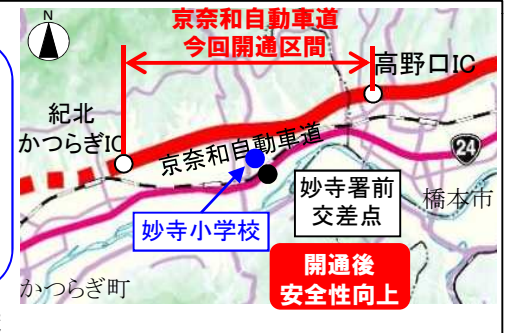 N
京奈和自動車道
今回開通区間
高野口IC
紀北
かつらぎIC
京奈和自動車道
24
妙寺小学校
妙寺署前
交差点
橋本市
開通後
安全性向上
かつらぎ町